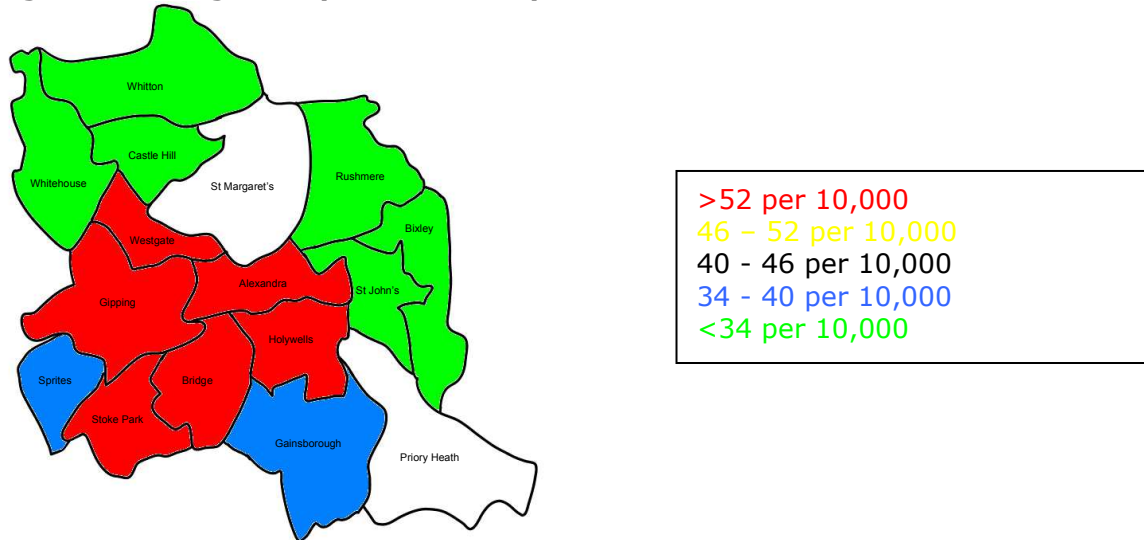 Whitton
Castle Hill
Whitehouse
St Margaret's
Rushmere
Bixley
Westgate
Alexandra
St John's
Gipping
Holywells
Sprites
Bridge
Stoke Park
Gainsborough
Priory Heath
>52 per 10,000
46 – 52 per 10,000
40 - 46 per 10,000
34 - 40 per 10,000
<34 per 10,000